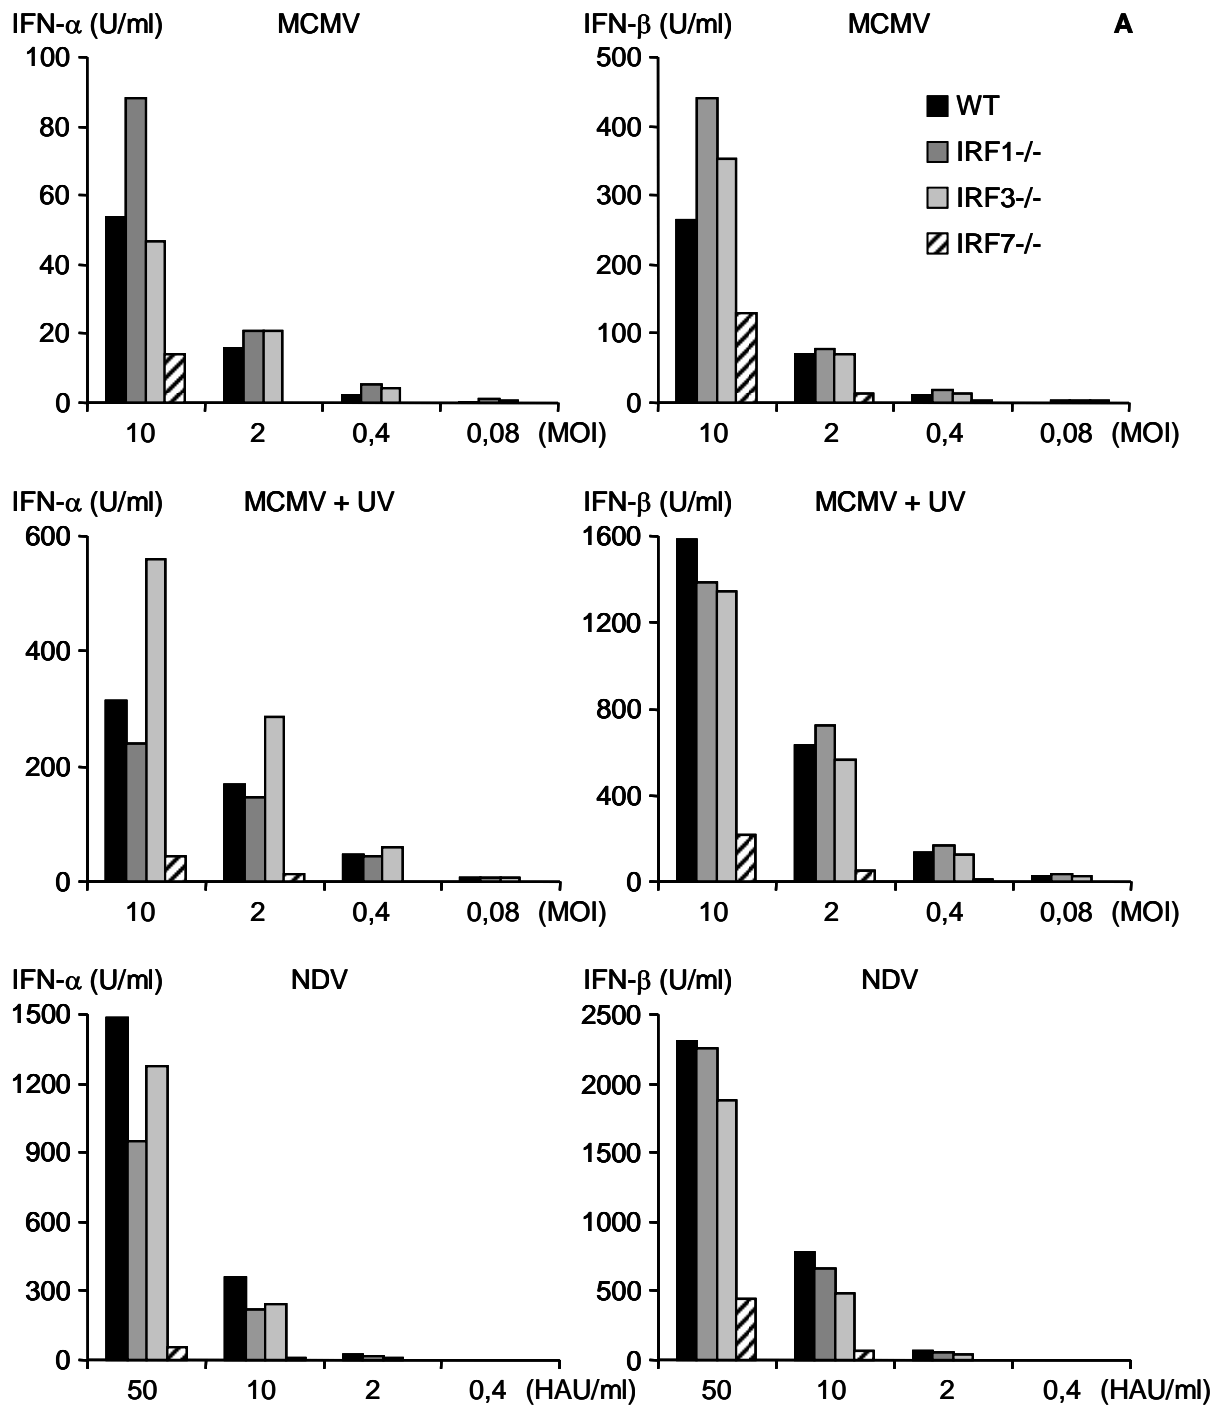 IFN-α (U/ml) MCMV
100
80
60
40
20
0
10 2 0,4 0,08 (MOI)
IFN-β (U/ml) MCMV A
500
400
300
200
100
0
WT
IRF1-/-
IRF3-/-
IRF7-/-
10 2 0,4 0,08 (MOI)
IFN-α (U/ml) MCMV + UV
600
400
200
0
10 2 0,4 0,08 (MOI)
IFN-β (U/ml) MCMV + UV
1600
1200
800
400
0
10 2 0,4 0,08 (MOI)
IFN-α (U/ml) NDV
1500
1200
900
600
300
0
50 10 2 0,4 (HAU/ml)
IFN-β (U/ml) NDV
2500
2000
1500
1000
500
0
50 10 2 0,4 (HAU/ml)